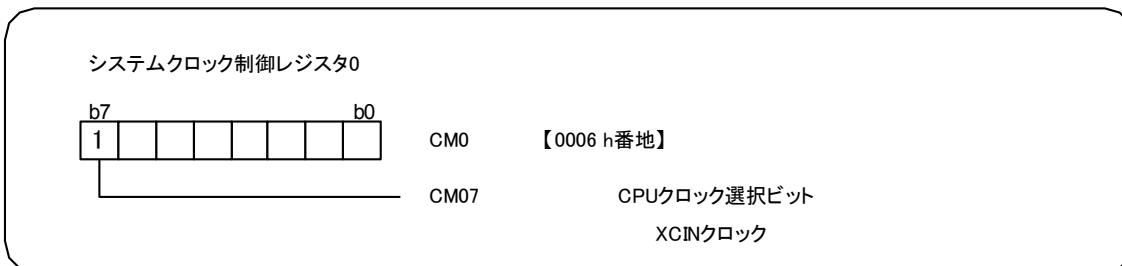 システムクロック制御レジスタ0
b7 b0
1 CM0 【0006 h番地】
CM07 CPUクロック選択ビット
XCINクロック